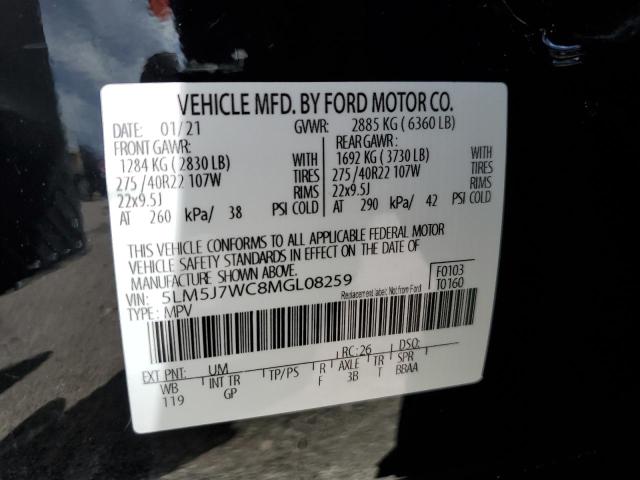 VEHICLE MFD. BY FORD MOTOR CO.
DATE: 01/21 GVWR: 2885 KG (6360 LB)
FRONT GAWR: REAR GAWR:
1284 KG (2830 LB) WITH 1692 KG (3730 LB) WITH
275/40R22 107W TIRES 275/40R22 107W TIRES
22x9.5J RIMS 22x9.5J RIMS
AT 260 kPa/ 38 PSI COLD AT 290 kPa/ 42 PSI COLD
THIS VEHICLE CONFORMS TO ALL APPLICABLE FEDERAL MOTOR
VEHICLE SAFETY STANDARDS IN EFFECT ON THE DATE OF
MANUFACTURE SHOWN ABOVE.
VIN: 5LM5J7WC8MGL08259 Replacement label: Not from Ford F0103
TYPE: MPV T0160
EXT PNT: UM RC: 26 DSO:
WB INT TR TP/PS R AXLE TR SPR
119 GP F 3B T BBAA